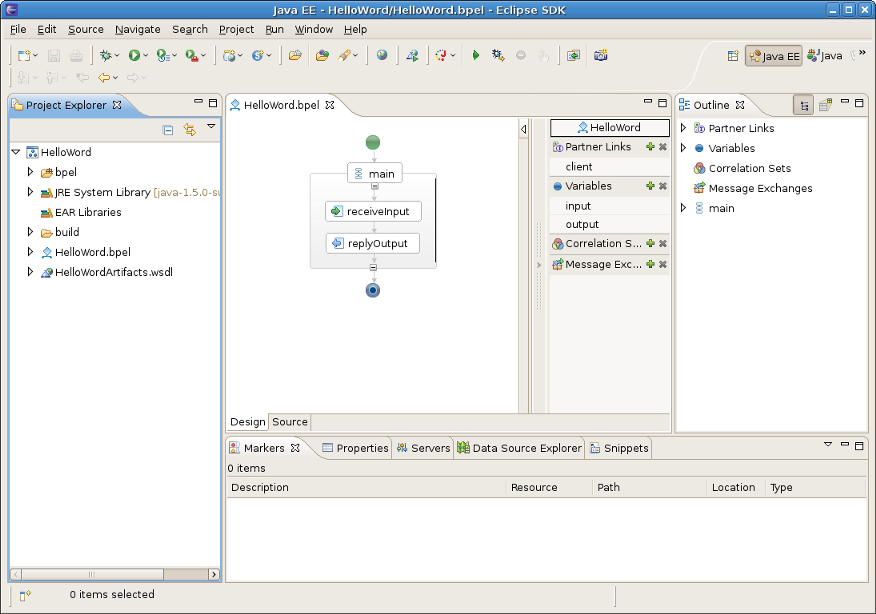 Java EE - HelloWord/HelloWord.bpel - Eclipse SDK
File Edit Source Navigate Search Project Run Window Help
Java EE Java
Project Explorer
HelloWord
bpel
JRE System Library [java-1.5.0-su
EAR Libraries
build
HelloWord.bpel
HelloWordArtifacts.wsdl
HelloWord.bpel
main
receiveInput
replyOutput
HelloWord
Partner Links
client
Variables
input
output
Correlation S...
Message Exc...
Design Source
Outline
Partner Links
Variables
Correlation Sets
Message Exchanges
main
Markers Properties Servers Data Source Explorer Snippets
0 items
Description Resource Path Location Type
0 items selected